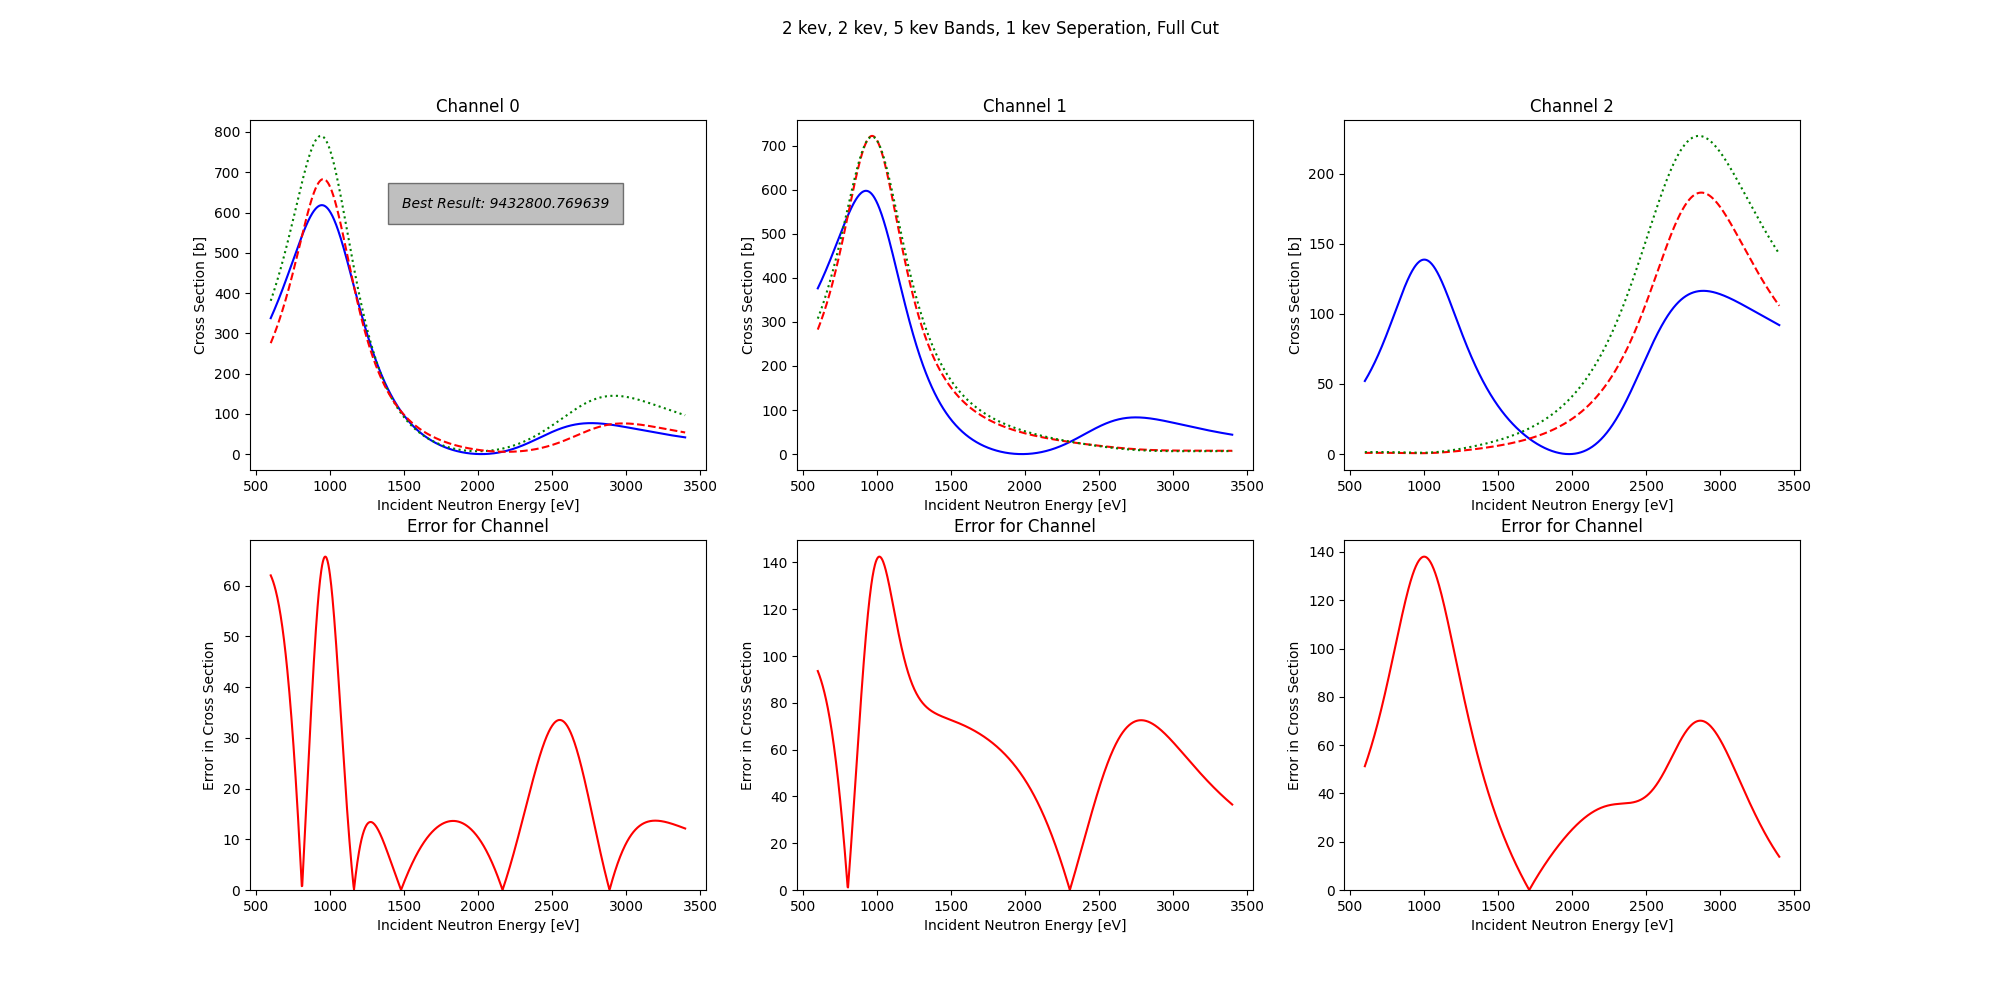 2 kev, 2 kev, 5 kev Bands, 1 kev Seperation, Full Cut
Channel 0
800
700
600
500
400
300
200
100
0
Cross Section [b]
Best Result: 9432800.769639
500 1000 1500 2000 2500 3000 3500
Incident Neutron Energy [eV]
Channel 1
700
600
500
400
300
200
100
0
Cross Section [b]
500 1000 1500 2000 2500 3000 3500
Incident Neutron Energy [eV]
Channel 2
200
150
100
50
0
Cross Section [b]
500 1000 1500 2000 2500 3000 3500
Incident Neutron Energy [eV]
Error for Channel
60
50
40
30
20
10
0
Error in Cross Section
500 1000 1500 2000 2500 3000 3500
Incident Neutron Energy [eV]
Error for Channel
140
120
100
80
60
40
20
0
Error in Cross Section
500 1000 1500 2000 2500 3000 3500
Incident Neutron Energy [eV]
Error for Channel
140
120
100
80
60
40
20
0
Error in Cross Section
500 1000 1500 2000 2500 3000 3500
Incident Neutron Energy [eV]